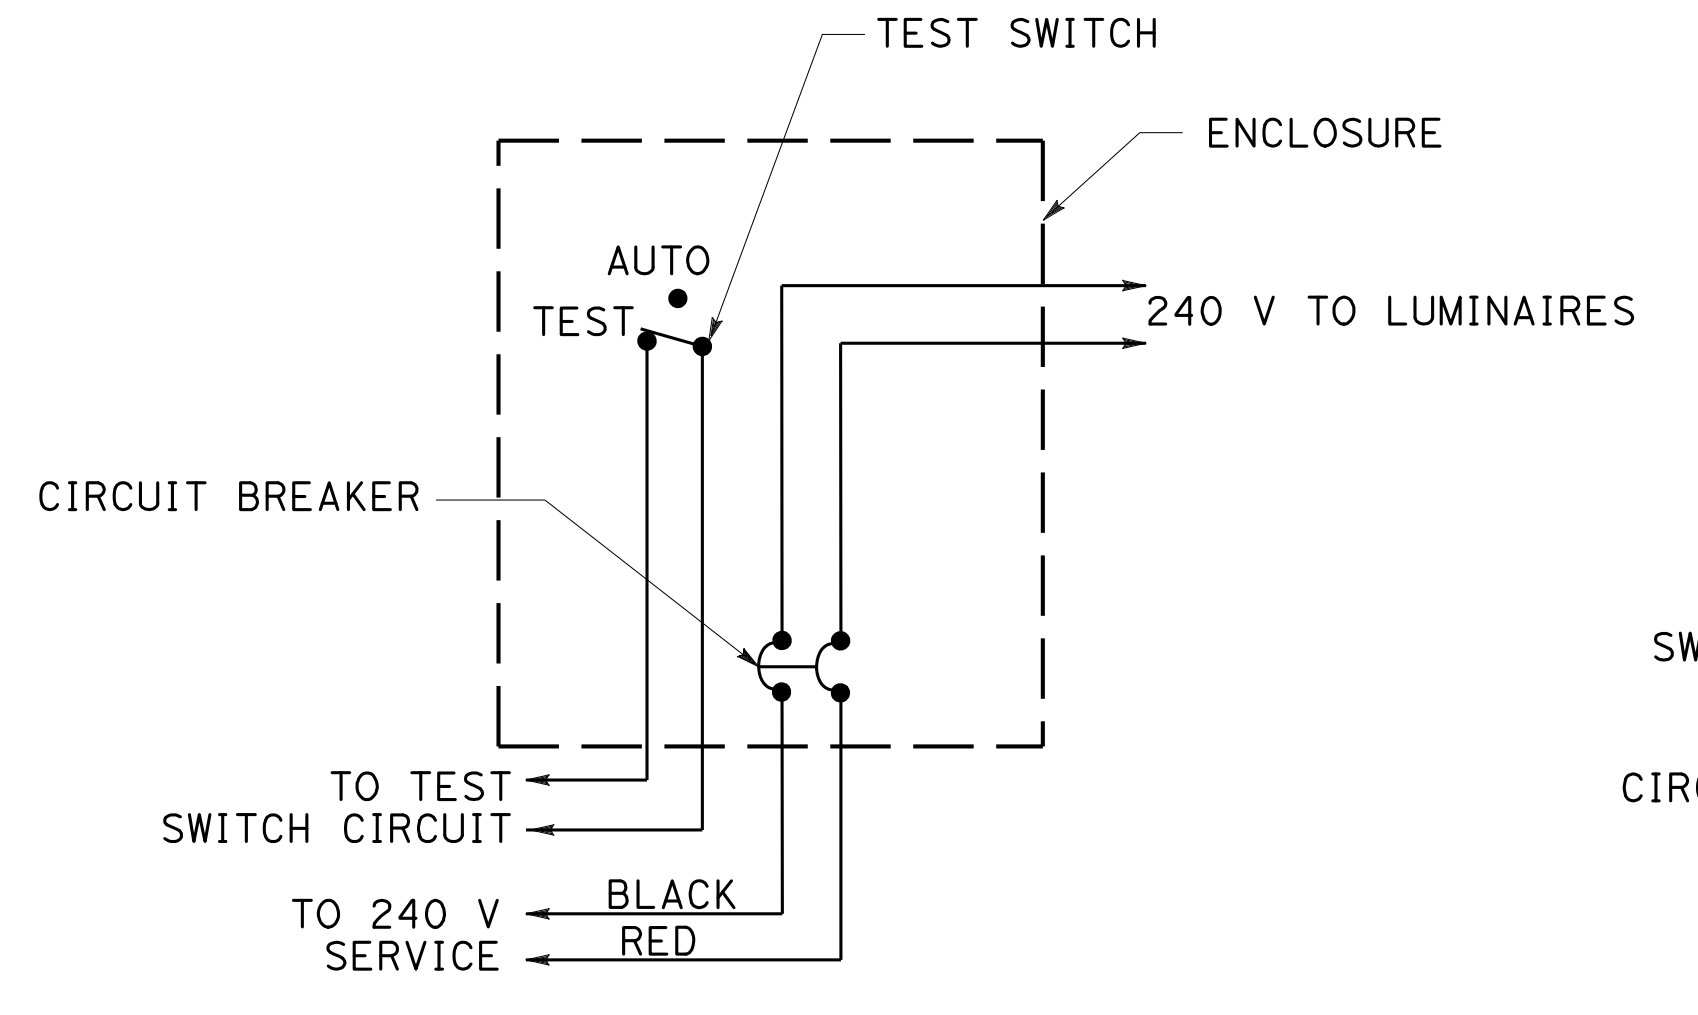 TEST SWITCH
ENCLOSURE
AUTO
TEST
240 V TO LUMINAIRES
CIRCUIT BREAKER
TO TEST
SWITCH CIRCUIT
BLACK
TO 240 V
RED
SERVICE